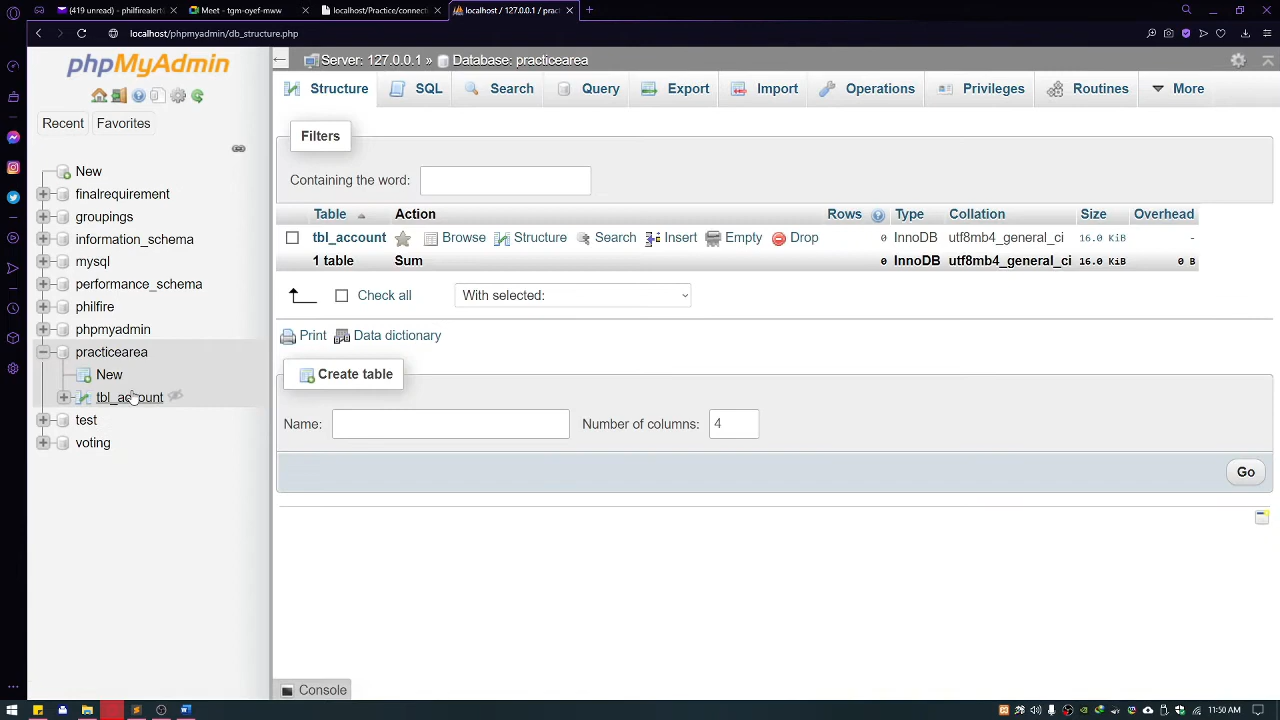 (419 unread) - philfirealert
Meet - tgm-oyef-mww
localhost/Practice/connect
localhost / 127.0.0.1 / pract
localhost/phpmyadmin/db_structure.php
phpMyAdmin
Recent
Favorites
New
finalrequirement
groupings
information_schema
mysql
performance_schema
philfire
phpmyadmin
practicearea
New
tbl_account
test
voting
Server: 127.0.0.1 » Database: practicearea
Structure SQL Search Query Export Import Operations Privileges Routines More
Filters
Containing the word:
Table Action Rows Type Collation Size Overhead
tbl_account Browse Structure Search Insert Empty Drop 0 InnoDB utf8mb4_general_ci 16.0 KiB -
1 table Sum 0 InnoDB utf8mb4_general_ci 16.0 KiB 0 B
Check all With selected:
Print Data dictionary
Create table
Name: Number of columns: 4
Go
Console
11:50 AM